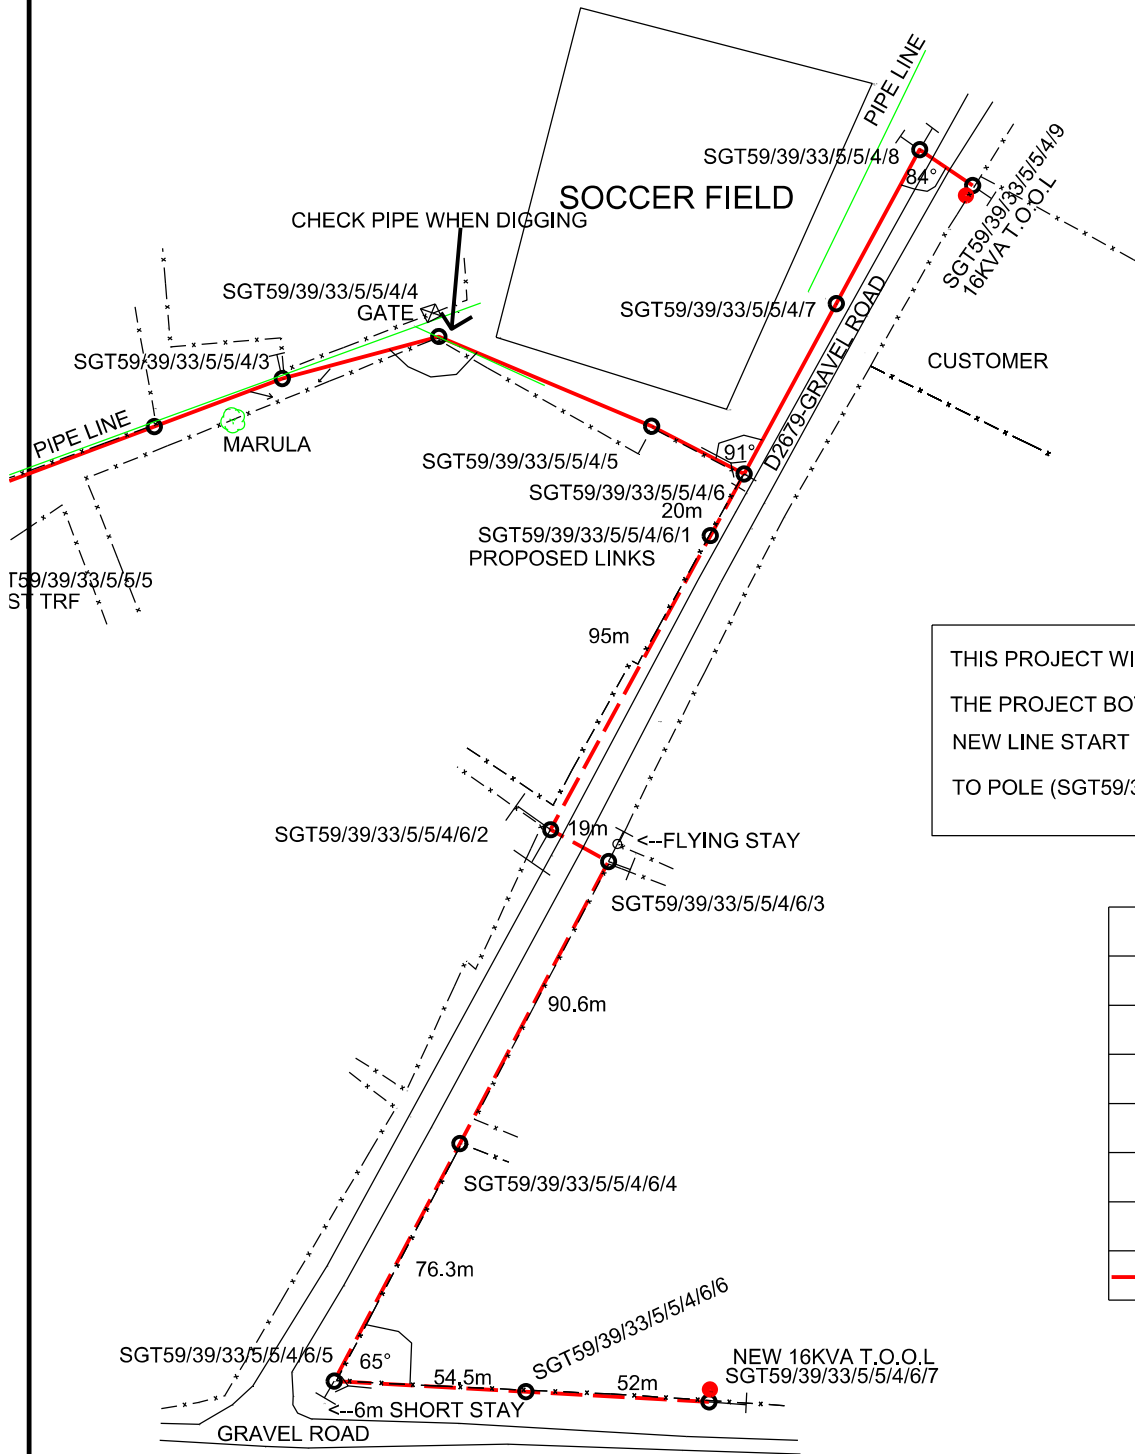 PIPE LINE
SGT59/39/33/5/5/4/8
84°
SGT59/39/33/5/5/4/9
16KVA T.O.O.L
SOCCER FIELD
CHECK PIPE WHEN DIGGING
SGT59/39/33/5/5/4/4
GATE
SGT59/39/33/5/5/4/7
SGT59/39/33/5/5/4/3
CUSTOMER
D2679-GRAVEL ROAD
PIPE LINE
MARULA
SGT59/39/33/5/5/4/5
91°
SGT59/39/33/5/5/4/6
20m
SGT59/39/33/5/5/4/6/1
PROPOSED LINKS
T59/39/33/5/5/5
ST TRF
95m
THIS PROJECT WI
THE PROJECT BO
NEW LINE START
TO POLE (SGT59/3
SGT59/39/33/5/5/4/6/2
19m
<--FLYING STAY
SGT59/39/33/5/5/4/6/3
90.6m
SGT59/39/33/5/5/4/6/4
76.3m
SGT59/39/33/5/5/4/6/6
SGT59/39/33/5/5/4/6/5
65°
NEW 16KVA T.O.O.L
SGT59/39/33/5/5/4/6/7
54.5m
52m
<--6m SHORT STAY
GRAVEL ROAD